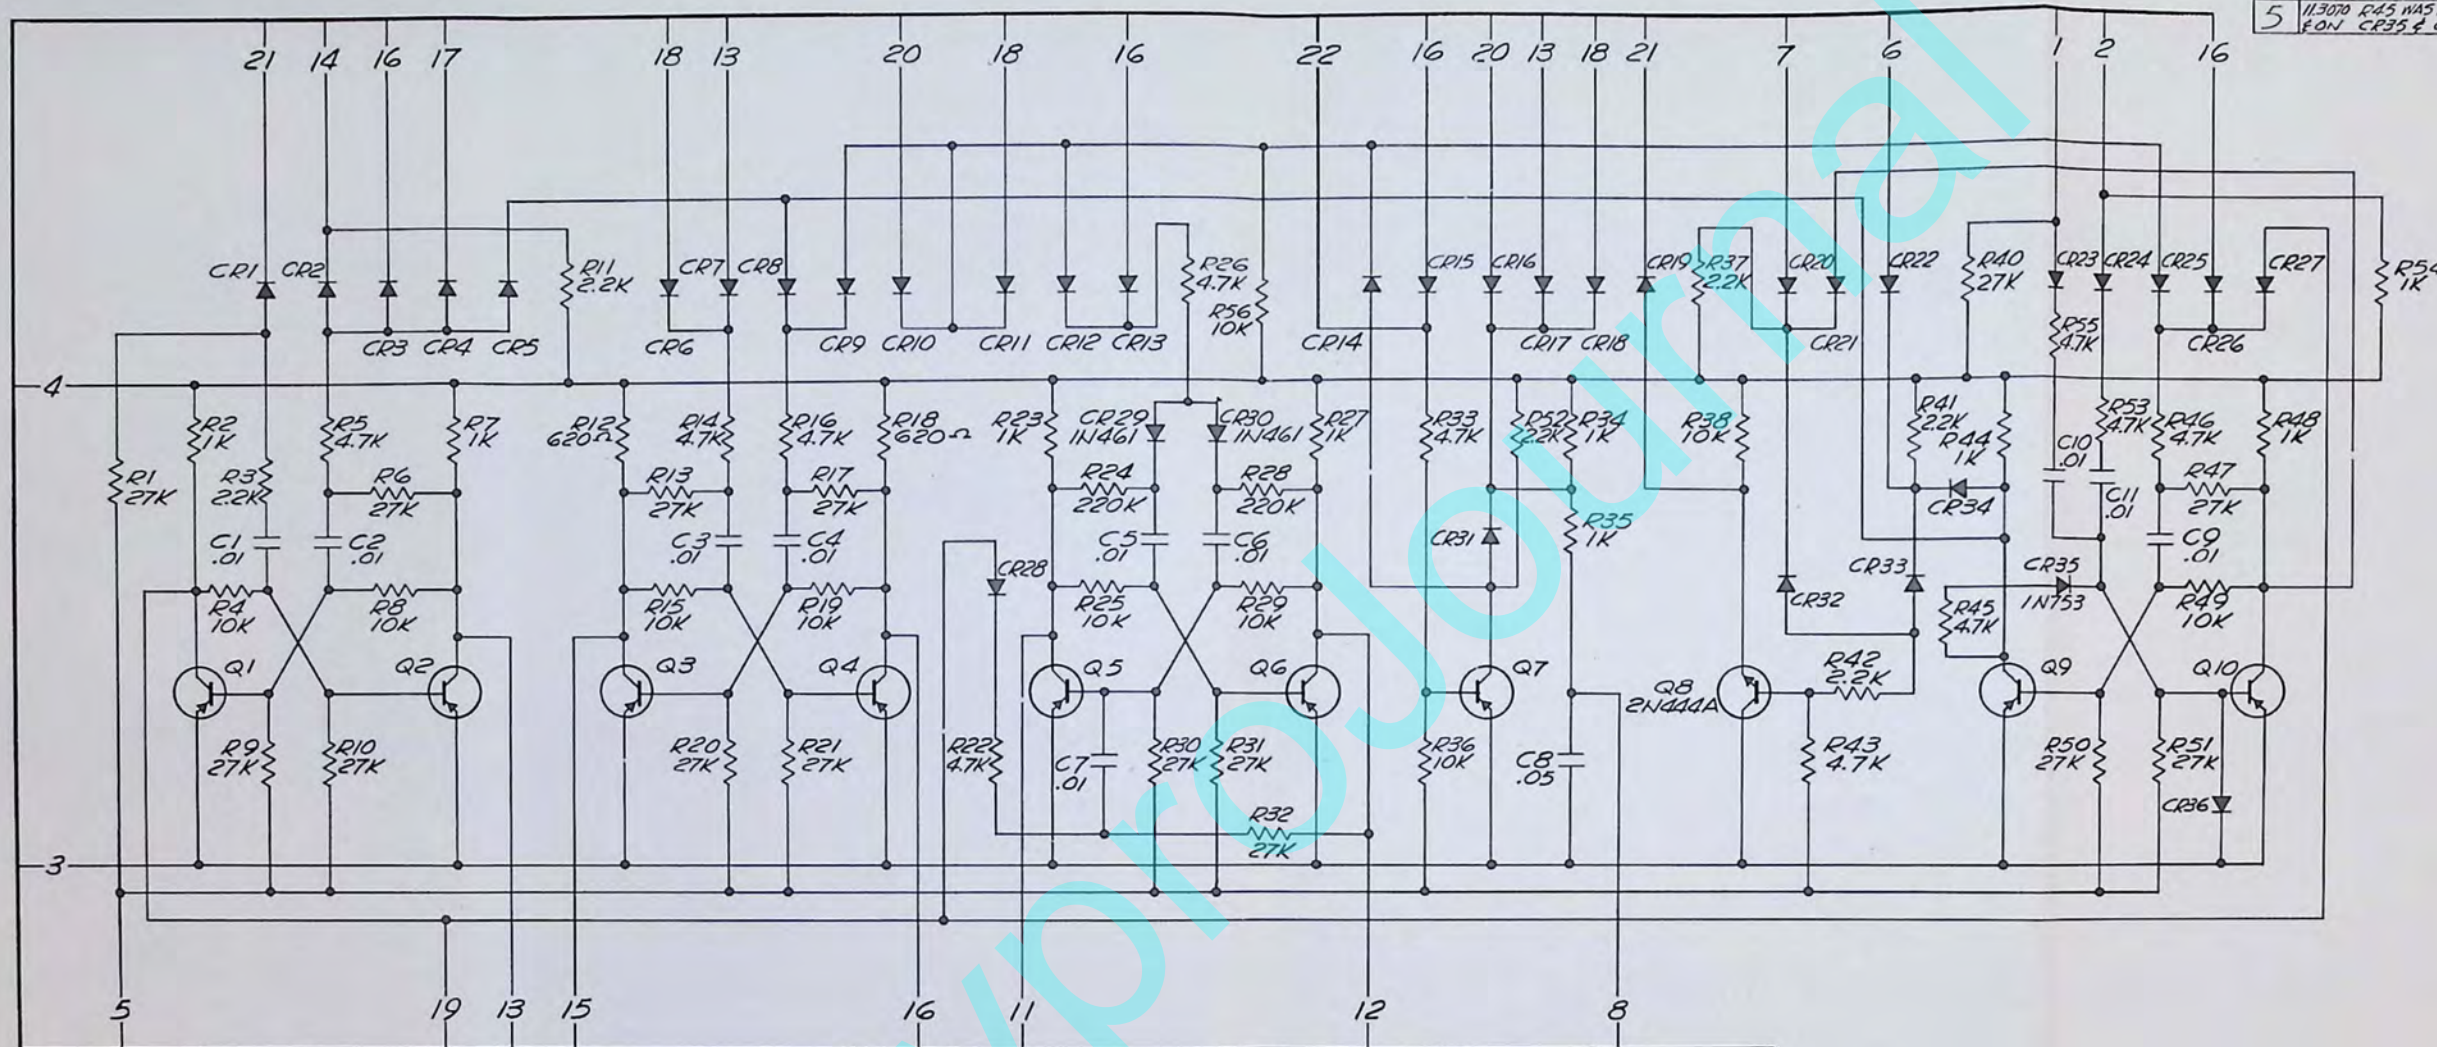 5 11.3070 R45 WAS
& ON CR35 &
21 14 16 17 18 13 20 18 16 22 16 20 13 18 21 7 6 1 2 16
CR1 CR2 R11 2.2K CR7 CR8 R26 4.7K CR15 CR16 CR19 R37 2.2K CR20 CR22 R40 27K CR23 CR24 CR25 CR27 R54 1K
R56 10K
CR3 CR4 CR5 CR6 CR9 CR10 CR11 CR12 CR13 CR14 CR17 CR18 CR21 R55 4.7K CR26
4
R2 1K R5 4.7K R7 1K R12 620Ω R14 4.7K R16 4.7K R18 620Ω R23 1K CR29 1N461 CR30 1N461 R27 1K R33 4.7K R52 2.2K R34 1K R38 10K R41 2.2K R44 1K R53 4.7K R46 4.7K R48 1K
R1 27K R3 2.2K R6 27K R13 27K R17 27K R24 220K R28 220K C10 .01 R47 27K
CR34 C11 .01
C1 .01 C2 .01 C3 .01 C4 .01 C5 .01 C6 .01 CR31 R35 1K C9 .01
CR28 CR33 CR35 1N753
R4 10K R8 10K R15 10K R19 10K R25 10K R29 10K CR32 R45 4.7K R49 10K
Q1 Q2 Q3 Q4 Q5 Q6 Q7 Q8 2N444A R42 2.2K Q9 Q10
R9 27K R10 27K R20 27K R21 27K R22 4.7K C7 .01 R30 27K R31 27K R36 10K C8 .05 R43 4.7K R50 27K R51 27K
CR36
R32 27K
3
5 19 13 15 16 11 12 8
proJournal